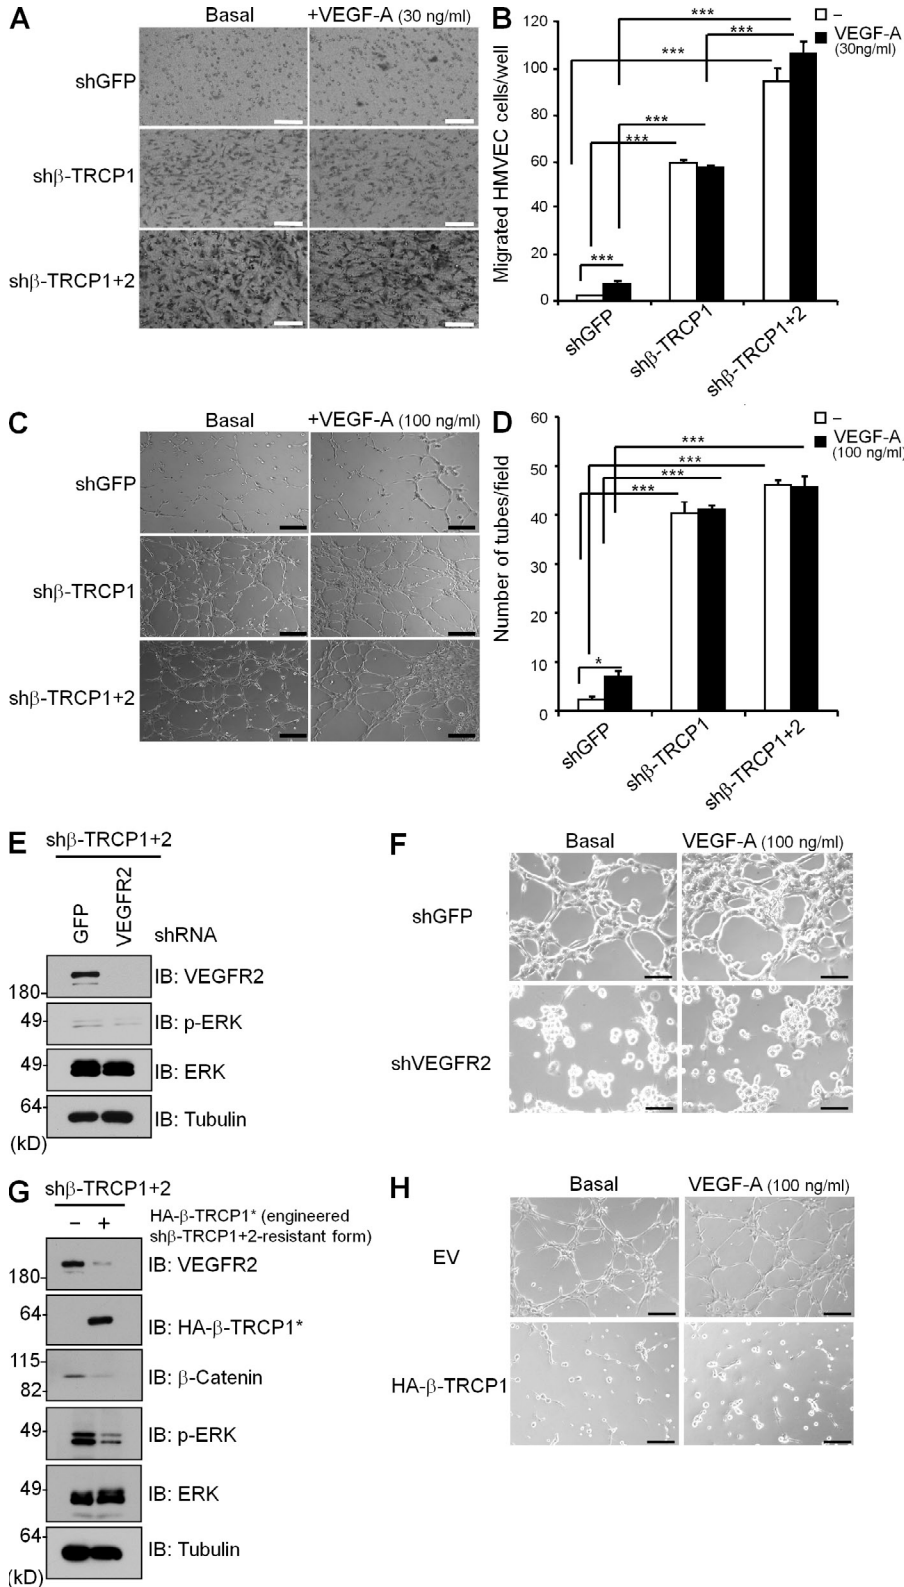 A
Basal
+VEGF-A (30 ng/ml)
shGFP
shβ-TRCP1
shβ-TRCP1+2
B
Migrated HMVEC cells/well
120
100
80
60
40
20
0
***
***
***
***
***
***
–
VEGF-A
(30ng/ml)
shGFP
shβ-TRCP1
shβ-TRCP1+2
C
Basal
+VEGF-A (100 ng/ml)
shGFP
shβ-TRCP1
shβ-TRCP1+2
D
Number of tubes/field
60
50
40
30
20
10
0
***
***
***
***
*
–
VEGF-A
(100 ng/ml)
shGFP
shβ-TRCP1
shβ-TRCP1+2
E
shβ-TRCP1+2
GFP
VEGFR2
shRNA
180-
IB: VEGFR2
49-
IB: p-ERK
49-
IB: ERK
64-
IB: Tubulin
(kD)
F
Basal
VEGF-A (100 ng/ml)
shGFP
shVEGFR2
G
shβ-TRCP1+2
– +
HA-β-TRCP1* (engineered
shβ-TRCP1+2-resistant form)
180-
IB: VEGFR2
64-
IB: HA-β-TRCP1*
115-
82-
IB: β-Catenin
49-
IB: p-ERK
49-
IB: ERK
64-
IB: Tubulin
(kD)
H
Basal
VEGF-A (100 ng/ml)
EV
HA-β-TRCP1